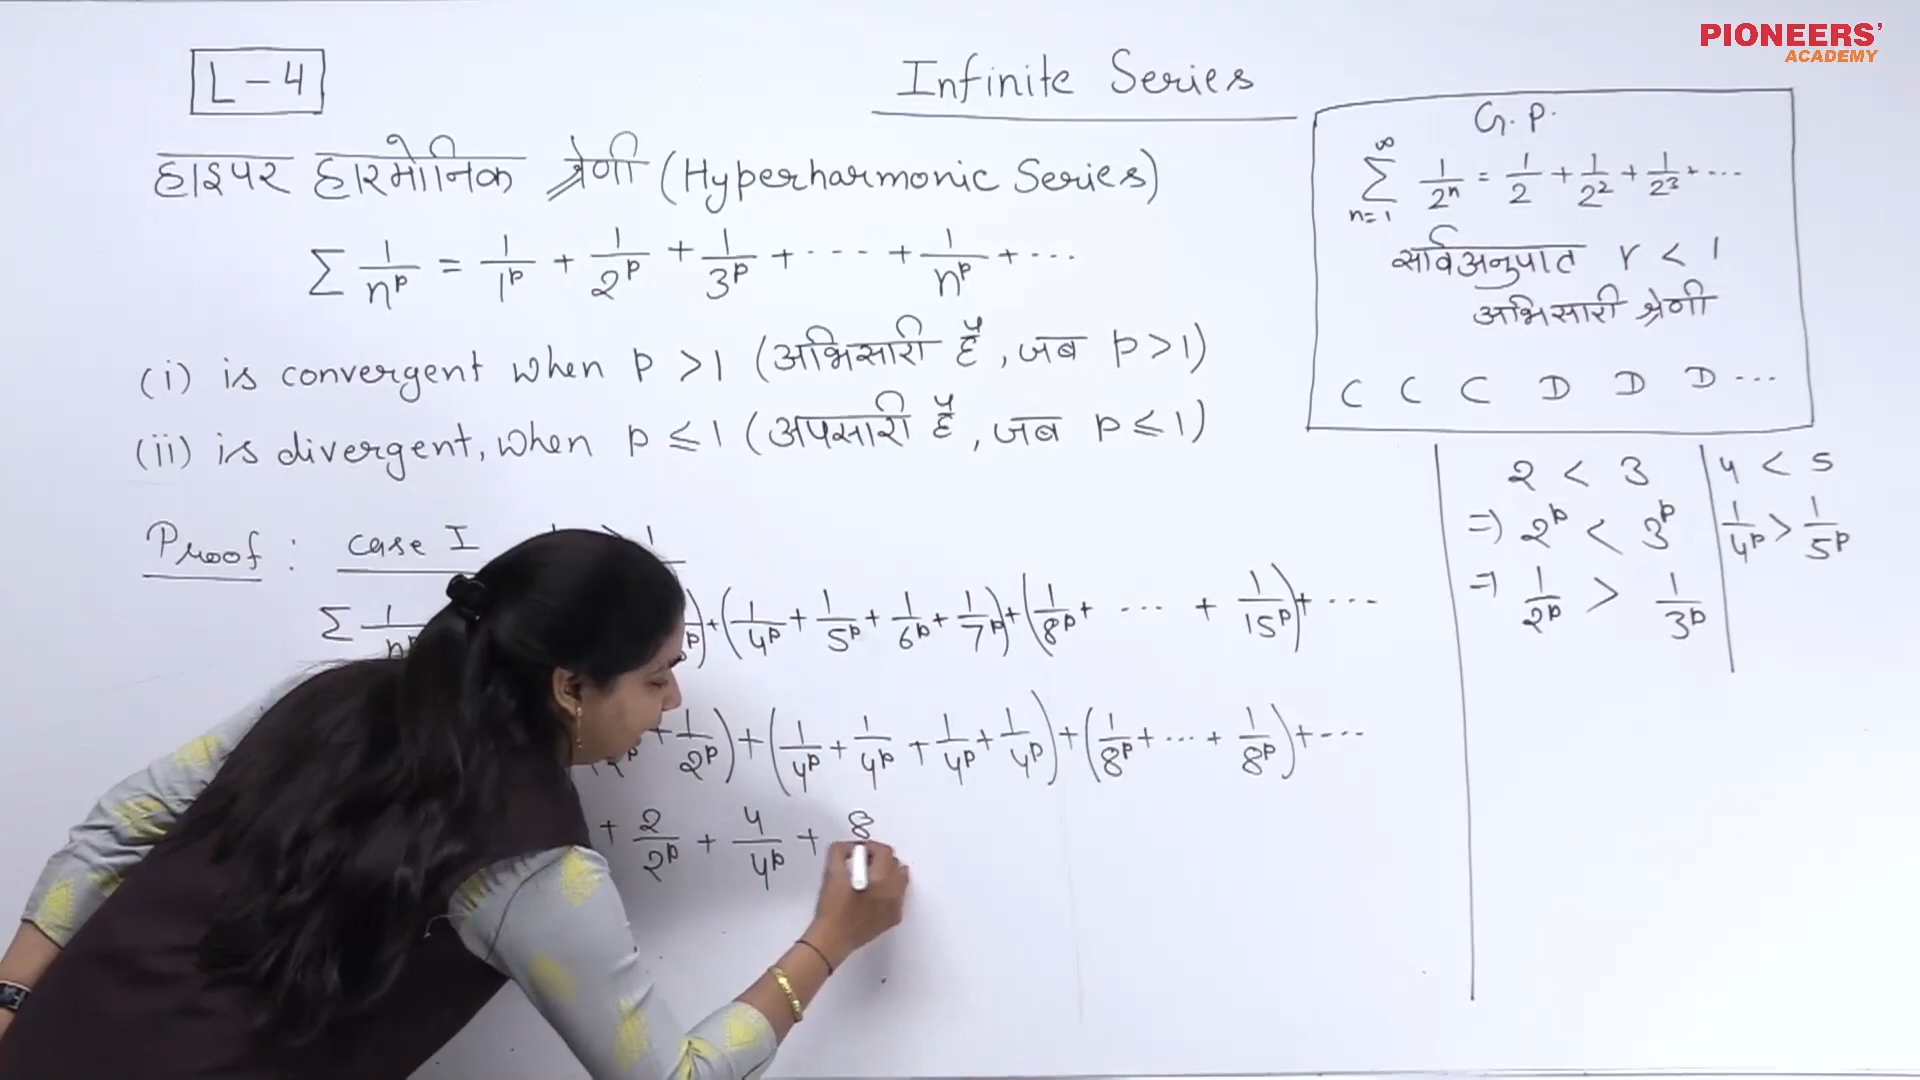 PIONEERS'
ACADEMY
L-4
Infinite Series
हाइपर हारमोनिक श्रेणी (Hyperharmonic Series)
∑ 1/n^p = 1/1^p + 1/2^p + 1/3^p + ---- + 1/n^p + ...
(i) is convergent when p > 1 (अभिसारी है, जब p > 1)
(ii) is divergent, when p ≤ 1 (अपसारी है, जब p ≤ 1)
Proof : case I
∑ 1/n^p
) + (1/4^p + 1/5^p + 1/6^p + 1/7^p) + (1/8^p + ... + 1/15^p) + ...
+ 1/2^p) + (1/4^p + 1/4^p + 1/4^p + 1/4^p) + (1/8^p + ... + 1/8^p) + ---
+ 2/2^p + 4/4^p + 8
G.P.
∞∑n=1 1/2^n = 1/2 + 1/2^2 + 1/2^3 + ...
सार्वअनुपात r < 1
अभिसारी श्रेणी
C C C D D D ...
2 < 3
⇒ 2^p < 3^p
⇒ 1/2^p > 1/3^p
4 < 5
1/4^p > 1/5^p